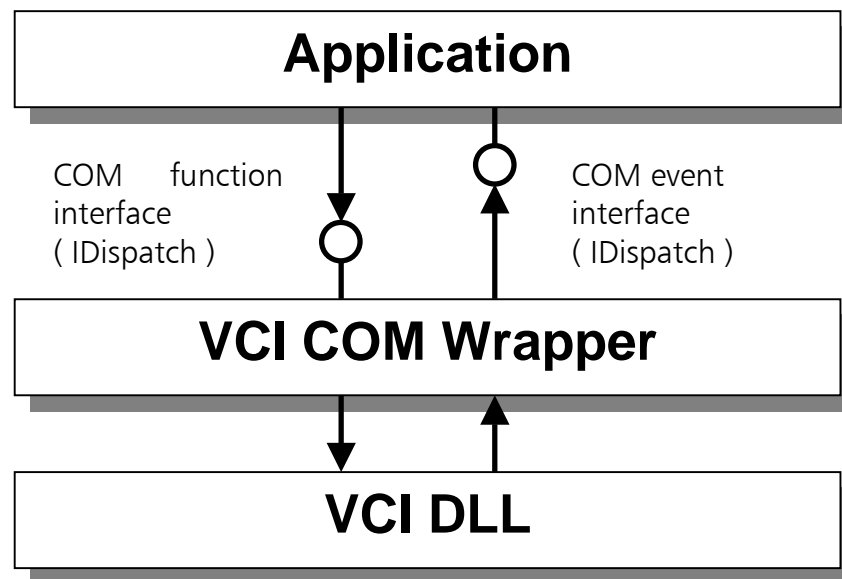 Application
COM function
interface
( IDispatch )
COM event
interface
( IDispatch )
VCI COM Wrapper
VCI DLL